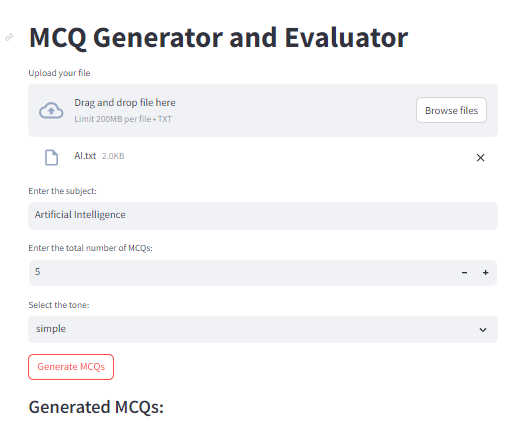 MCQ Generator and Evaluator
Upload your file
Drag and drop file here
Limit 200MB per file • TXT
Browse files
AI.txt 2.0KB
Enter the subject:
Artificial Intelligence
Enter the total number of MCQs:
5
Select the tone:
simple
Generate MCQs
Generated MCQs: